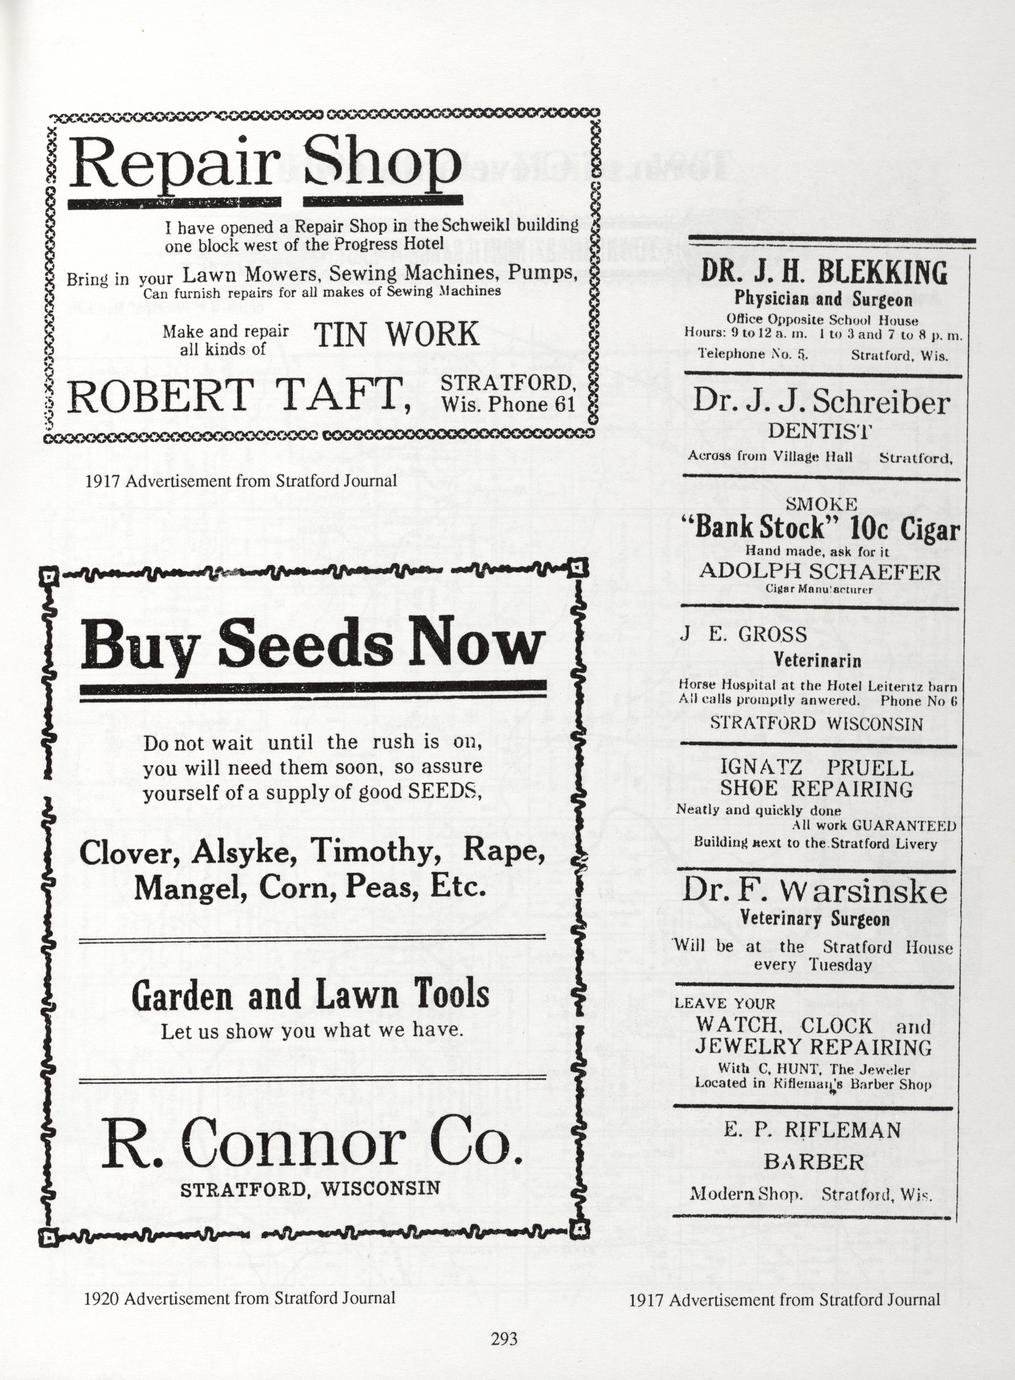 Repair Shop
I have opened a Repair Shop in the Schweikl building
one block west of the Progress Hotel
Bring in your Lawn Mowers, Sewing Machines, Pumps,
Can furnish repairs for all makes of Sewing Machines
Make and repair
all kinds of
TIN WORK
ROBERT TAFT,
STRATFORD,
Wis. Phone 61
1917 Advertisement from Stratford Journal
Buy Seeds Now
Do not wait until the rush is on,
you will need them soon, so assure
yourself of a supply of good SEEDS,
Clover, Alsyke, Timothy, Rape,
Mangel, Corn, Peas, Etc.
Garden and Lawn Tools
Let us show you what we have.
R. Connor Co.
STRATFORD, WISCONSIN
1920 Advertisement from Stratford Journal
DR. J. H. BLEKKING
Physician and Surgeon
Office Opposite School House
Hours: 9 to 12 a. m. 1 to 3 and 7 to 8 p. m.
Telephone No. 5. Stratford, Wis.
Dr. J. J. Schreiber
DENTIST
Across from Village Hall Stratford,
SMOKE
"Bank Stock" 10c Cigar
Hand made, ask for it
ADOLPH SCHAEFER
Cigar Manufacturer
J E. GROSS
Veterinarin
Horse Hospital at the Hotel Leiteritz barn
All calls promptly anwered. Phone No 6
STRATFORD WISCONSIN
IGNATZ PRUELL
SHOE REPAIRING
Neatly and quickly done
All work GUARANTEED
Building next to the Stratford Livery
Dr. F. Warsinske
Veterinary Surgeon
Will be at the Stratford House
every Tuesday
LEAVE YOUR
WATCH, CLOCK and
JEWELRY REPAIRING
With C, HUNT, The Jeweler
Located in Rifleman's Barber Shop
E. P. RIFLEMAN
BARBER
Modern Shop. Stratford, Wis.
1917 Advertisement from Stratford Journal
293